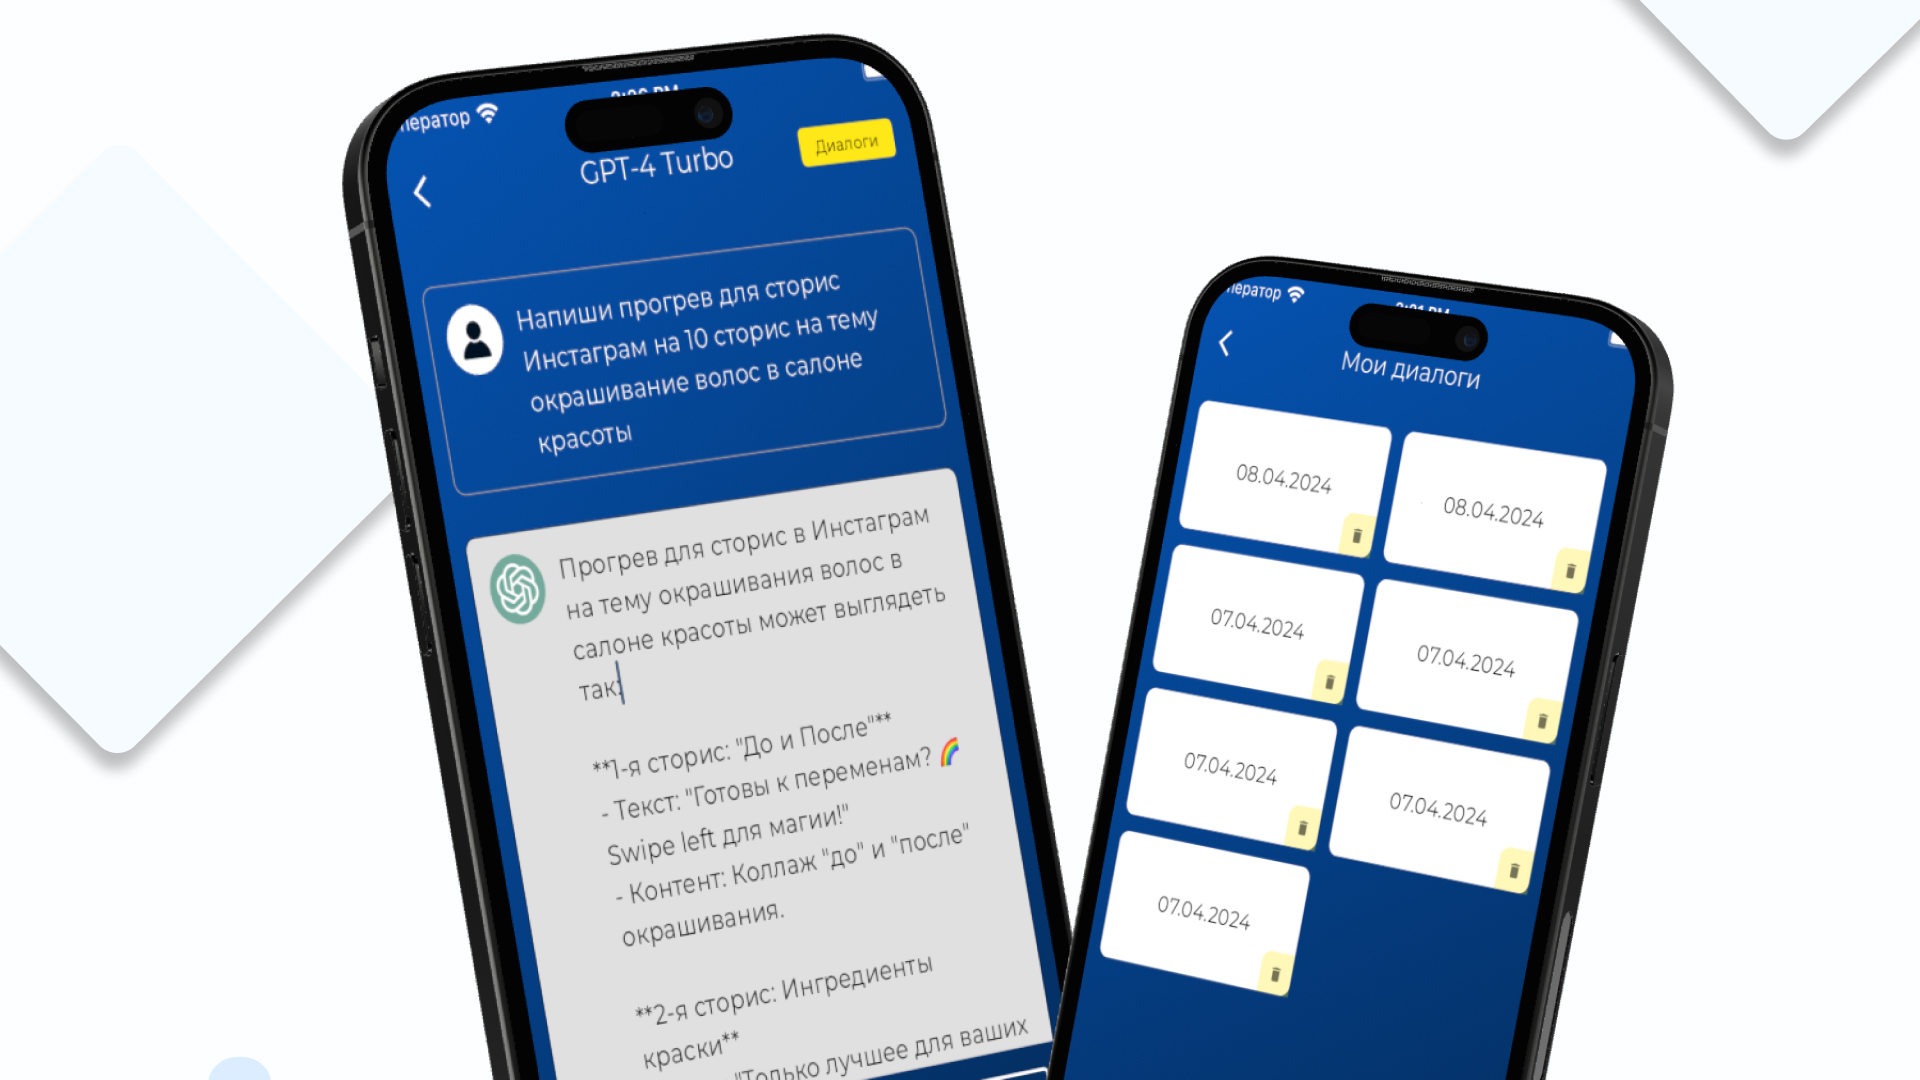 GPT-4 Turbo
Диалоги
Напиши прогрев для сторис
Инстаграм на 10 сторис на тему
окрашивание волос в салоне
красоты
Прогрев для сторис в Инстаграм
на тему окрашивания волос в
салоне красоты может выглядеть
так:
**1-я сторис: "До и После"**
- Текст: "Готовы к переменам? 🌈
Swipe left для магии!"
- Контент: Коллаж "до" и "после"
окрашивания.
**2-я сторис: Ингредиенты
краски**
"Только лучшее для ваших
Мои диалоги
08.04.2024
08.04.2024
07.04.2024
07.04.2024
07.04.2024
07.04.2024
07.04.2024